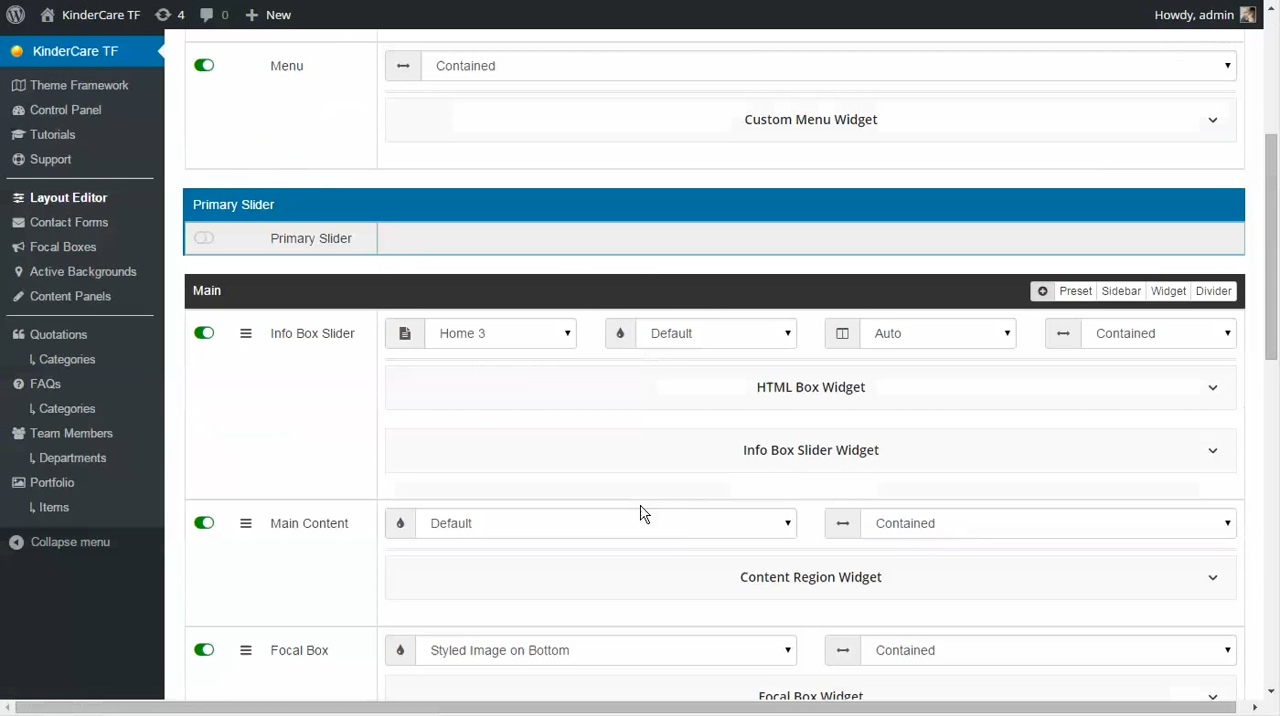 KinderCare TF 4 0 New Howdy, admin
KinderCare TF
Theme Framework
Control Panel
Tutorials
Support
Layout Editor
Contact Forms
Focal Boxes
Active Backgrounds
Content Panels
Quotations
Categories
FAQs
Categories
Team Members
Departments
Portfolio
Items
Collapse menu
Menu Contained
Custom Menu Widget
Primary Slider
Primary Slider
Main Preset Sidebar Widget Divider
Info Box Slider Home 3 Default Auto Contained
HTML Box Widget
Info Box Slider Widget
Main Content Default Contained
Content Region Widget
Focal Box Styled Image on Bottom Contained
Focal Box Widget